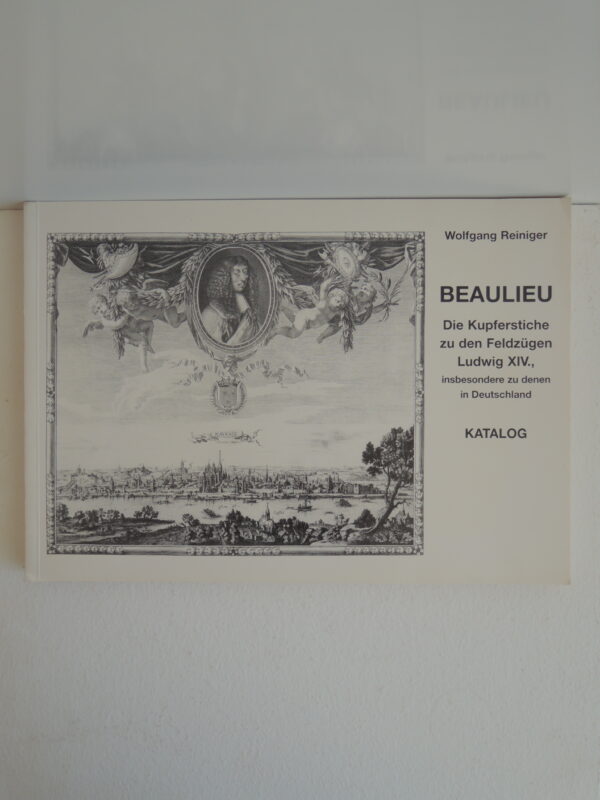 Wolfgang Reiniger
BEAULIEU
Die Kupferstiche
zu den Feldzügen
Ludwig XIV.,
insbesondere zu denen
in Deutschland
KATALOG